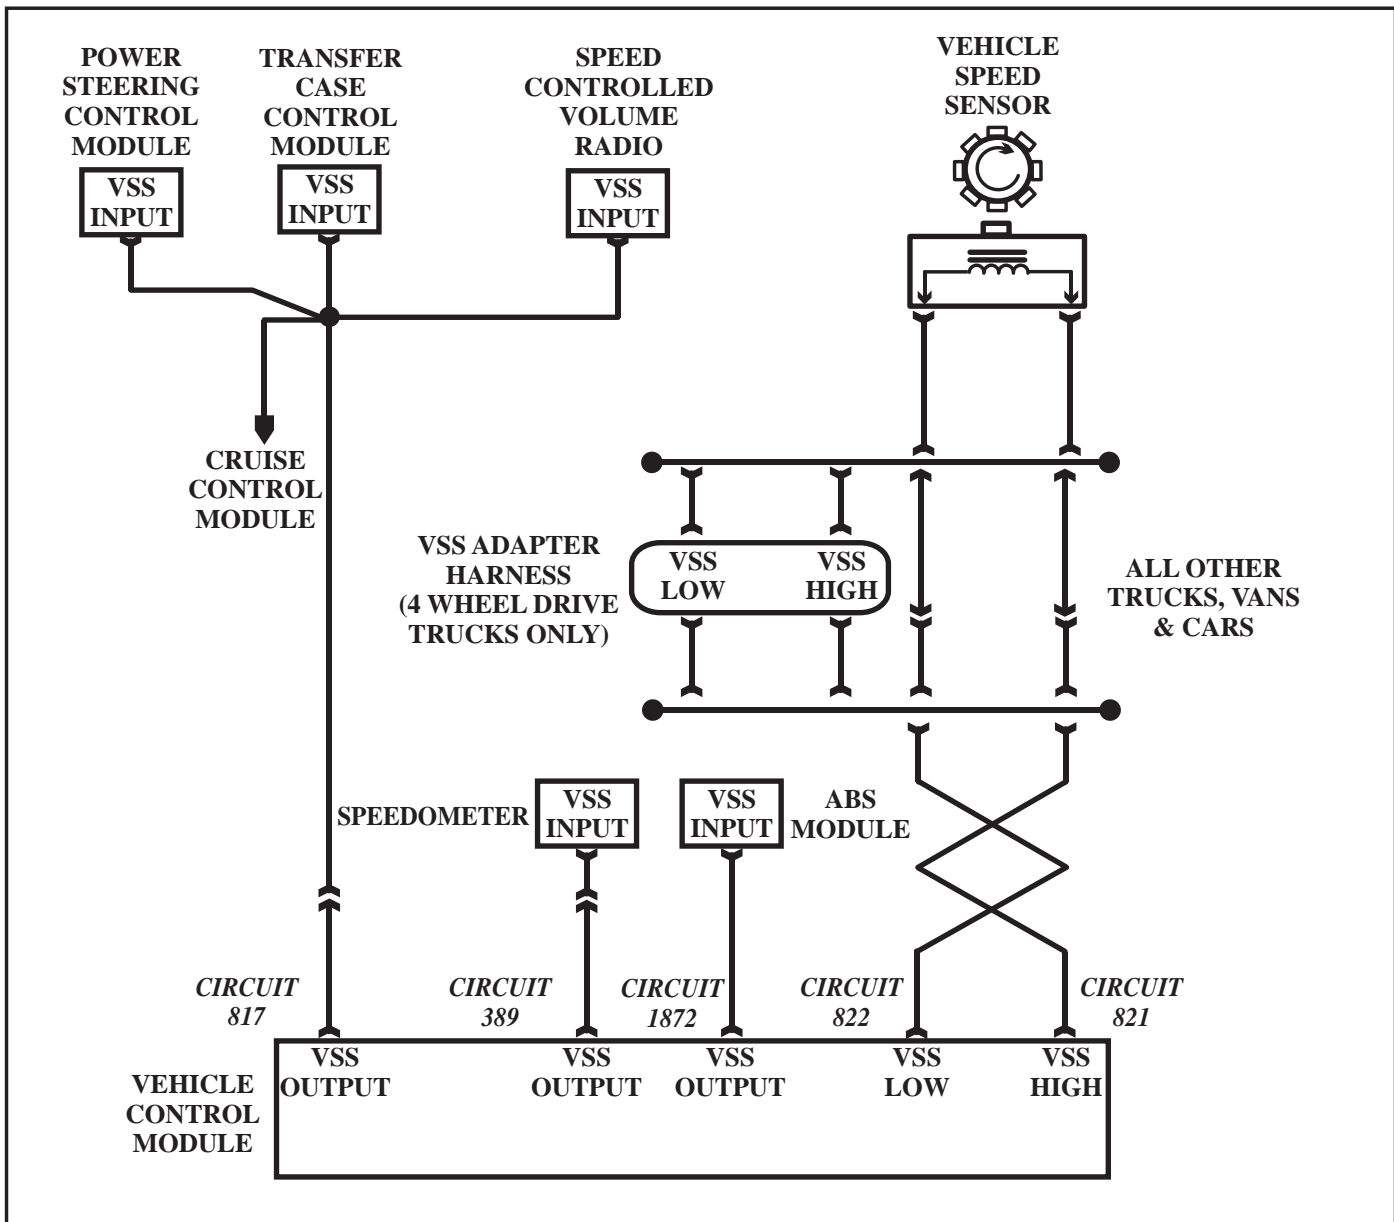 POWER
STEERING
CONTROL
MODULE
VSS
INPUT
TRANSFER
CASE
CONTROL
MODULE
VSS
INPUT
SPEED
CONTROLLED
VOLUME
RADIO
VSS
INPUT
VEHICLE
SPEED
SENSOR
CRUISE
CONTROL
MODULE
VSS ADAPTER
HARNESS
(4 WHEEL DRIVE
TRUCKS ONLY)
VSS
LOW
VSS
HIGH
ALL OTHER
TRUCKS, VANS
& CARS
SPEEDOMETER
VSS
INPUT
VSS
INPUT
ABS
MODULE
CIRCUIT
817
CIRCUIT
389
CIRCUIT
1872
CIRCUIT
822
CIRCUIT
821
VEHICLE
CONTROL
MODULE
VSS
OUTPUT
VSS
OUTPUT
VSS
OUTPUT
VSS
LOW
VSS
HIGH